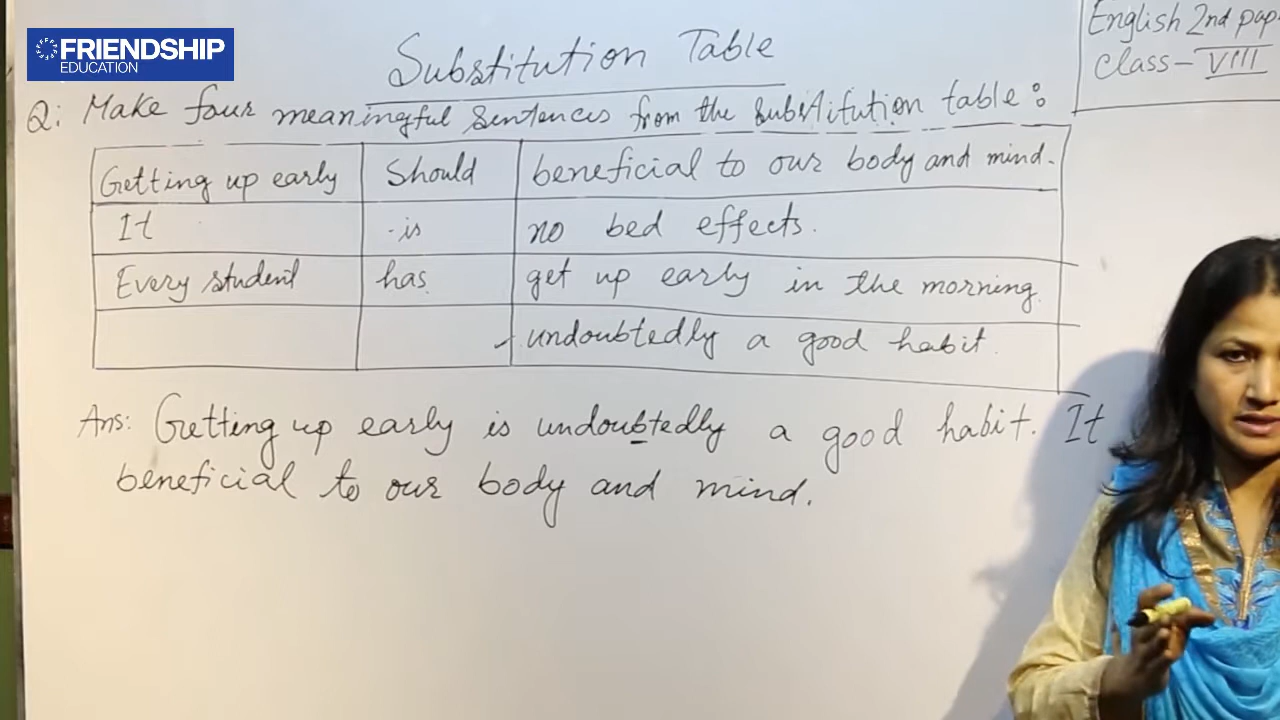 FRIENDSHIP
EDUCATION
English 2nd pap
Class - VIII
Substitution Table
Q: Make four meaningful sentences from the substitution table:
Getting up early Should beneficial to our body and mind.
It is no bed effects.
Every student has get up early in the morning.
undoubtedly a good habit.
Ans: Getting up early is undoubtedly a good habit. It
beneficial to our body and mind.